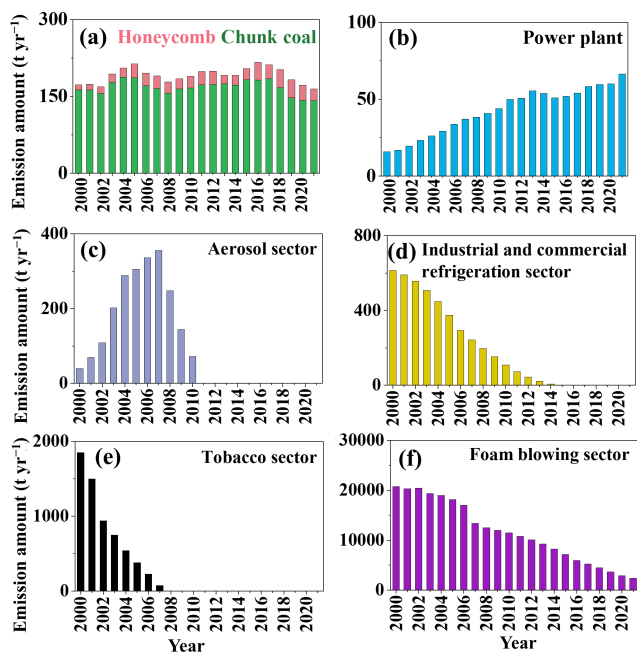 (a) Honeycomb Chunk coal
Emission amount (t yr⁻¹)
300
150
0
2000 2002 2004 2006 2008 2010 2012 2014 2016 2018 2020
(b) Power plant
100
50
0
2000 2002 2004 2006 2008 2010 2012 2014 2016 2018 2020
(c) Aerosol sector
Emission amount (t yr⁻¹)
400
200
0
2000 2002 2004 2006 2008 2010 2012 2014 2016 2018 2020
(d) Industrial and commercial
refrigeration sector
800
400
0
2000 2002 2004 2006 2008 2010 2012 2014 2016 2018 2020
(e) Tobacco sector
Emission amount (t yr⁻¹)
2000
1000
0
2000 2002 2004 2006 2008 2010 2012 2014 2016 2018 2020
Year
(f) Foam blowing sector
30000
20000
10000
0
2000 2002 2004 2006 2008 2010 2012 2014 2016 2018 2020
Year